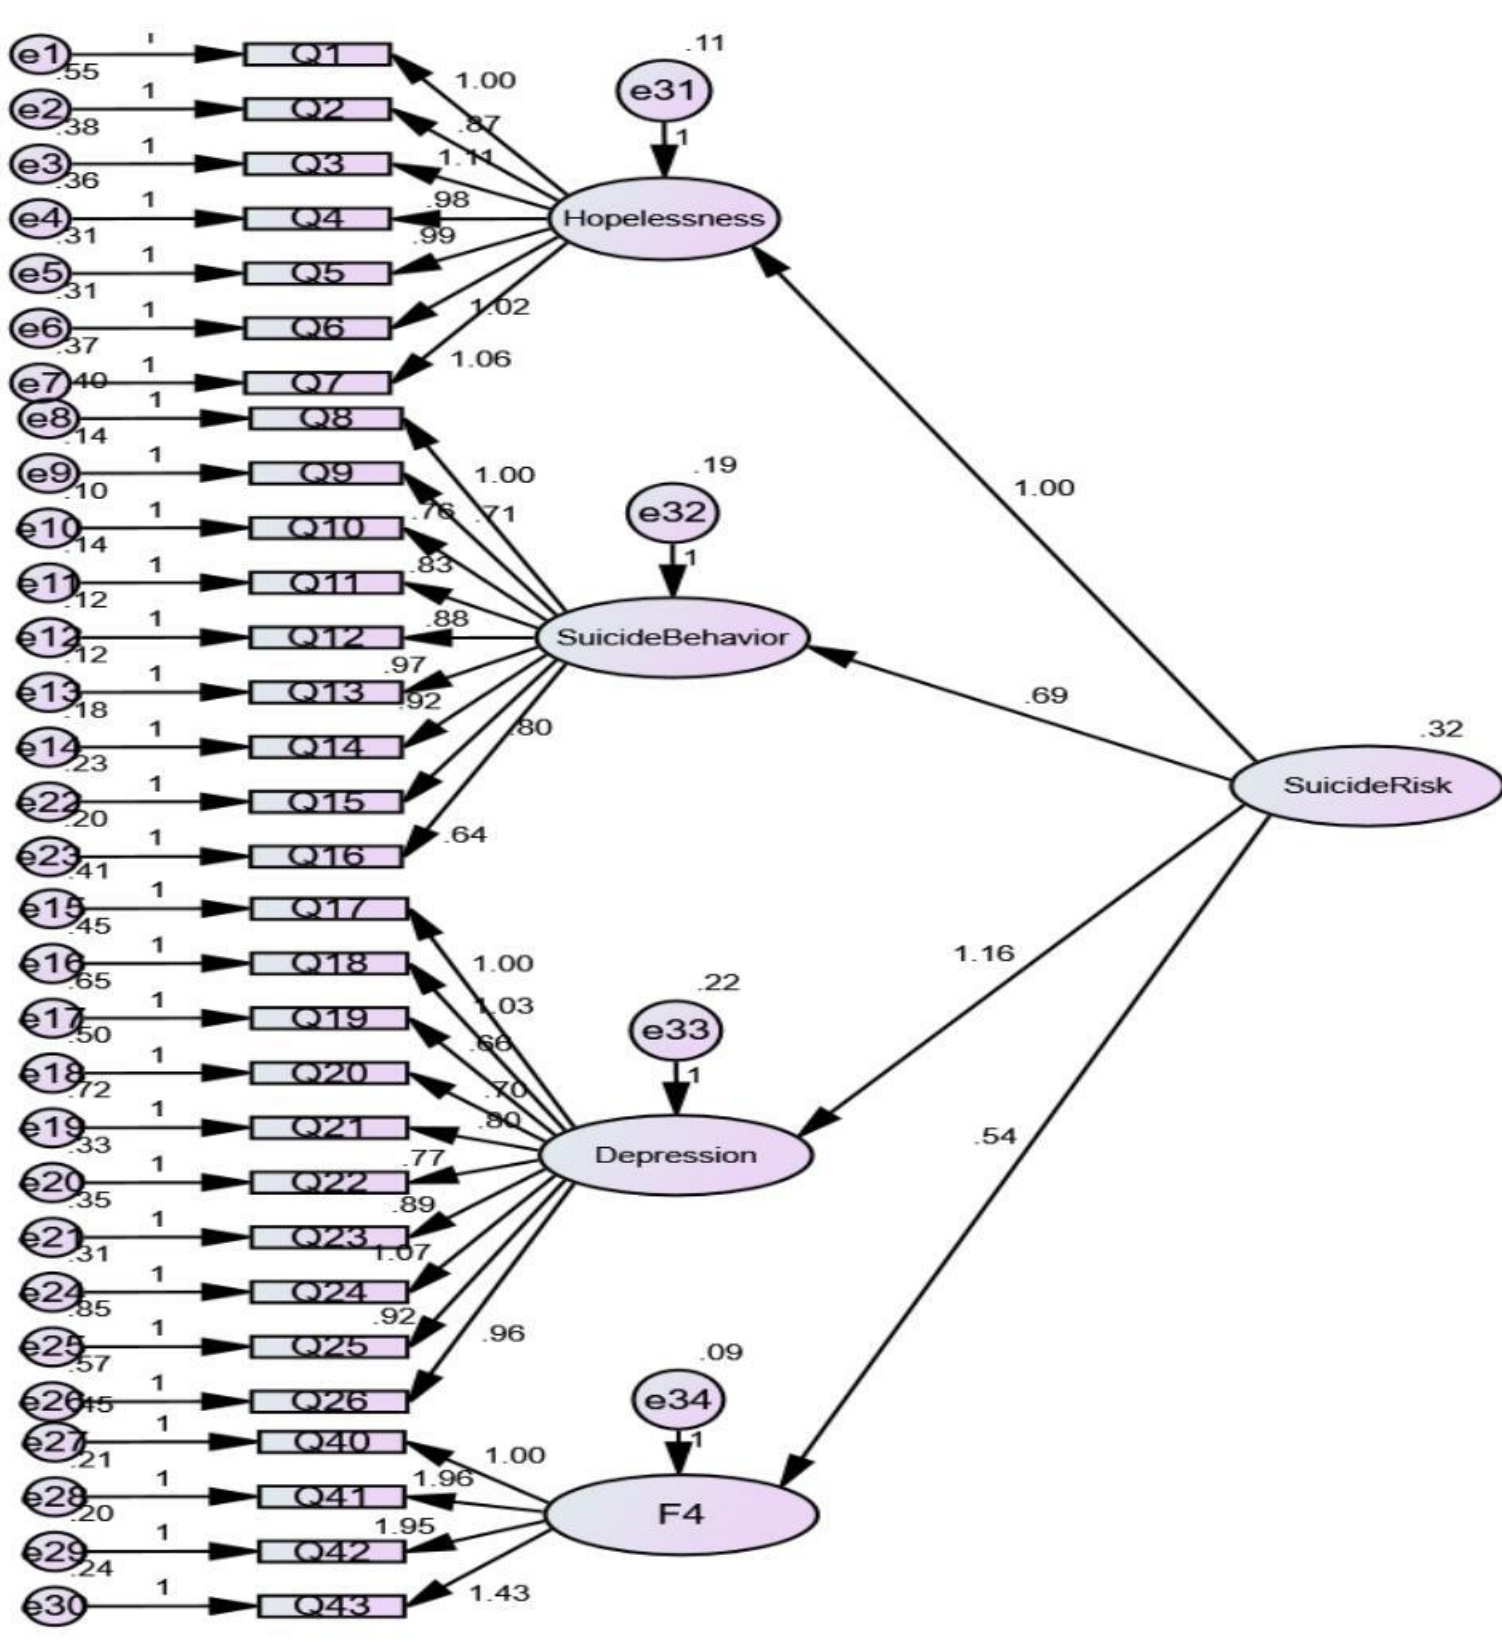 e1 1 Q1 1.00 .11
.55
e2 1 Q2 .87 e31
.38
e3 1 Q3 1.11 1
.36
e4 1 Q4 .98 Hopelessness
.31
e5 1 Q5 .99
.31
e6 1 Q6 1.02
.37
e7 .40 1 Q7 1.06
e8 1 Q8
.14
e9 1 Q9 1.00 .19 1.00
.10
e10 1 Q10 .76 .71 e32
.14
e11 1 Q11 .83 1
.12
e12 1 Q12 .88 SuicideBehavior
.12
e13 1 Q13 .97 .69
.18
e14 1 Q14 .92 .80 .32
.23
e22 1 Q15 SuicideRisk
.20
e23 1 Q16 .64
.41
e15 1 Q17
.45
e16 1 Q18 1.00 1.16
.65
e17 1 Q19 1.03 .22
.50
e18 1 Q20 .66 e33
.72
e19 1 Q21 .70 1
.33
e20 1 Q22 .80 Depression .54
.35
e21 1 Q23 .77
.31
e24 1 Q24 .89
.85
e25 1 Q25 1.07
.57
e26 .45 1 Q26 .92 .96 .09
e27 1 Q40 1.00 e34
.21
e28 1 Q41 1.96 1
.20
e29 1 Q42 1.95 F4
.24
e30 1 Q43 1.43